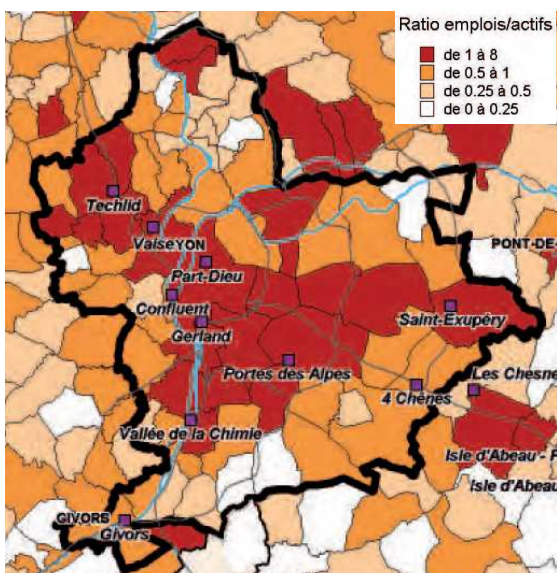 Ratio emplois/actifs
de 1 à 8
de 0.5 à 1
de 0.25 à 0.5
de 0 à 0.25
Techlid
Vaise
YON
PONT-DE-
Part-Dieu
Confluent
Saint-Exupéry
Gerland
Portes des Alpes
Les Chesne
4 Chênes
Vallée de la Chimie
Isle d'Abeau - F
Isle d'Abeau
GIVORS
Givors